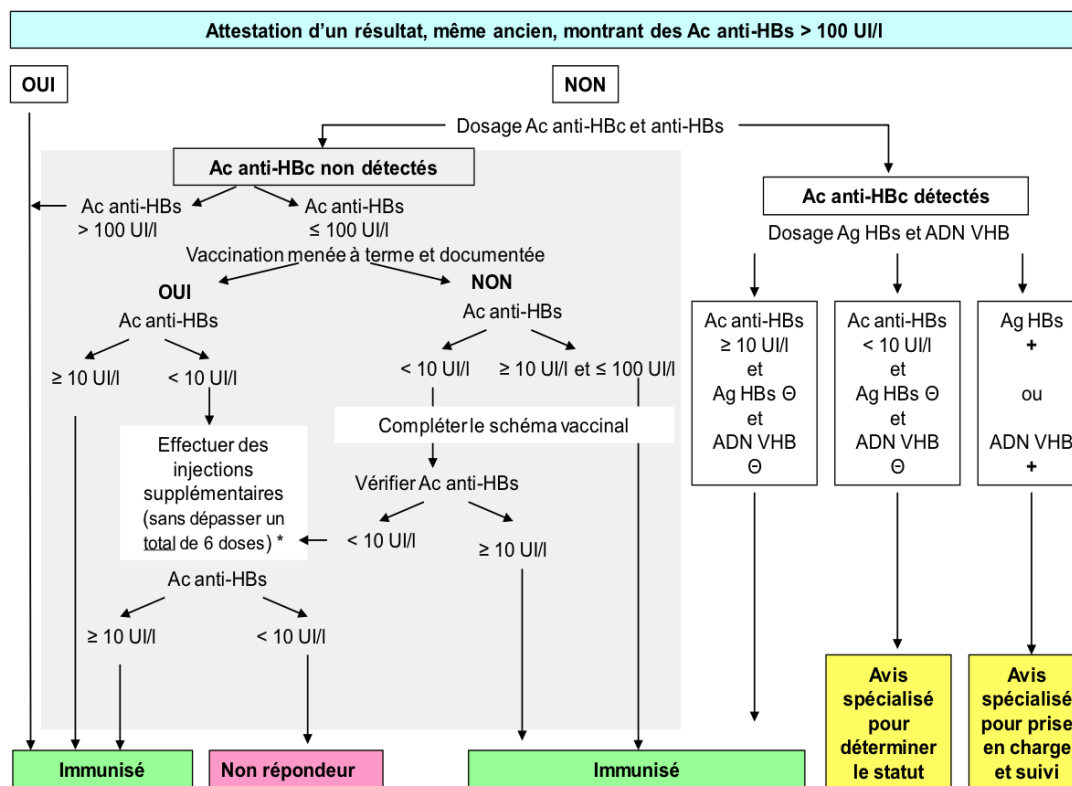 Attestation d'un résultat, même ancien, montrant des Ac anti-HBs > 100 UI/l
OUI
NON
Dosage Ac anti-HBc et anti-HBs
Ac anti-HBc non détectés
Ac anti-HBs
> 100 UI/l
Ac anti-HBs
≤ 100 UI/l
Vaccination menée à terme et documentée
OUI
Ac anti-HBs
≥ 10 UI/l
< 10 UI/l
NON
Ac anti-HBs
< 10 UI/l
≥ 10 UI/l et ≤ 100 UI/l
Effectuer des
injections
supplémentaires
(sans dépasser un
total de 6 doses) *
Compléter le schéma vaccinal
Vérifier Ac anti-HBs
< 10 UI/l
≥ 10 UI/l
Ac anti-HBs
≥ 10 UI/l
< 10 UI/l
Ac anti-HBc détectés
Dosage Ag HBs et ADN VHB
Ac anti-HBs
≥ 10 UI/l
et
Ag HBs Θ
et
ADN VHB
Θ
Ac anti-HBs
< 10 UI/l
et
Ag HBs Θ
et
ADN VHB
Θ
Ag HBs
+
ou
ADN VHB
+
Immunisé
Non répondeur
Immunisé
Avis
spécialisé
pour
déterminer
le statut
Avis
spécialisé
pour prise
en charge
et suivi